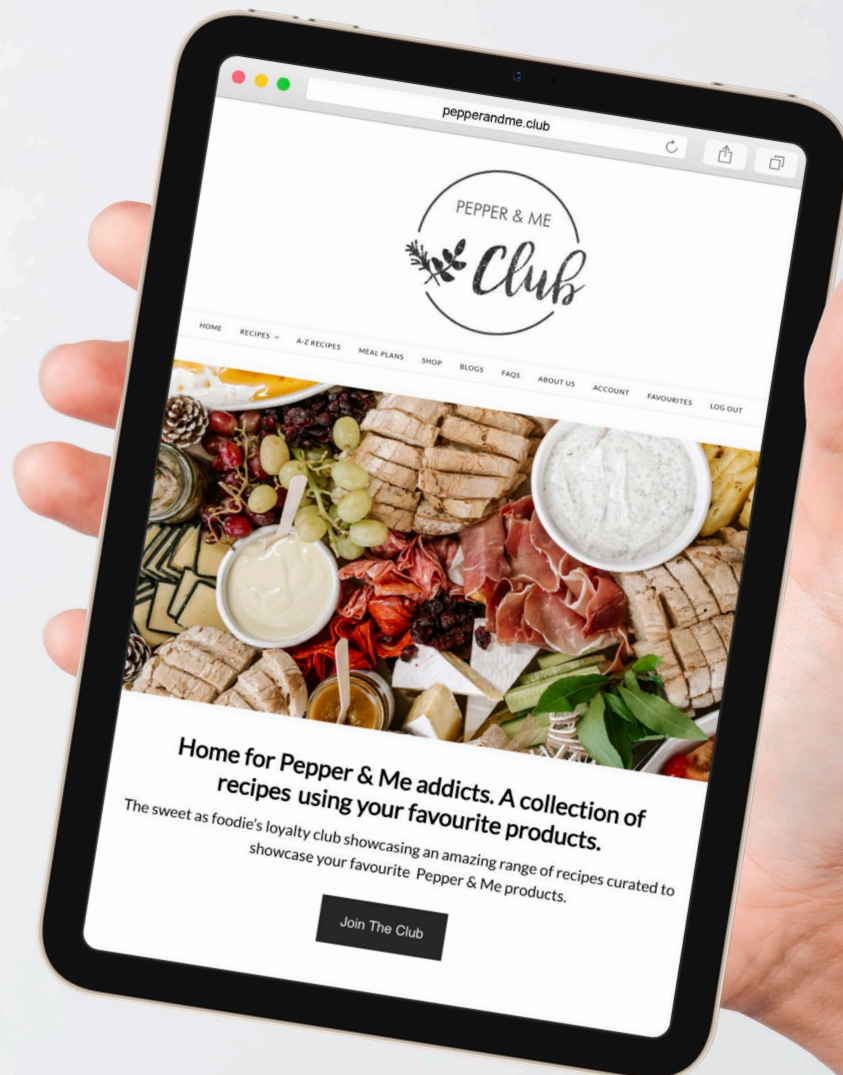 pepperandme.club
PEPPER & ME
Club
HOME RECIPES A-Z RECIPES MEAL PLANS SHOP BLOGS FAQS ABOUT US ACCOUNT FAVOURITES LOG OUT
Home for Pepper & Me addicts. A collection of
recipes using your favourite products.
The sweet as foodie's loyalty club showcasing an amazing range of recipes curated to
showcase your favourite Pepper & Me products.
Join The Club